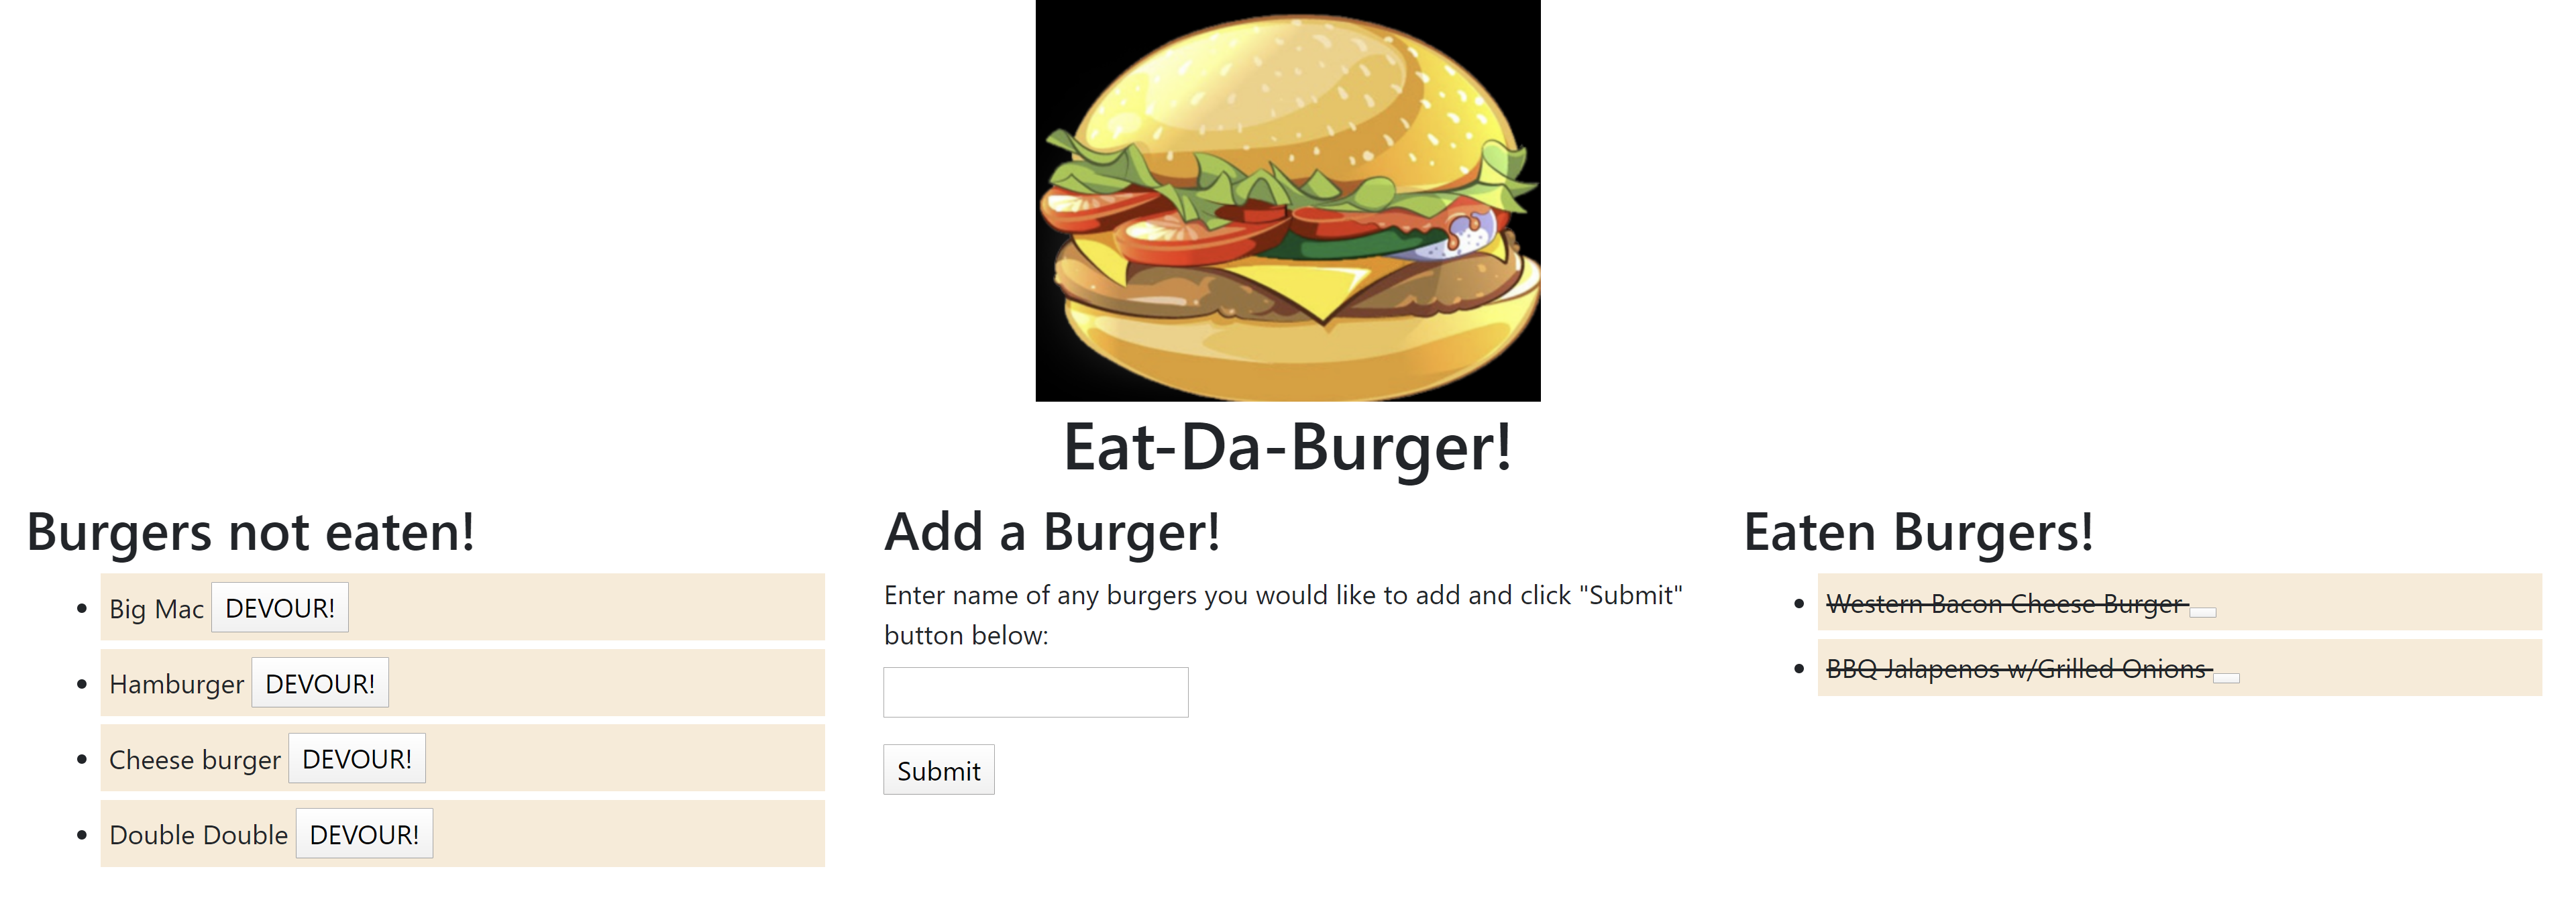 Eat-Da-Burger!
Burgers not eaten!
Big Mac DEVOUR!
Hamburger DEVOUR!
Cheese burger DEVOUR!
Double Double DEVOUR!
Add a Burger!
Enter name of any burgers you would like to add and click "Submit"
button below:
Submit
Eaten Burgers!
Western Bacon Cheese Burger
BBQ Jalapenos w/Grilled Onions